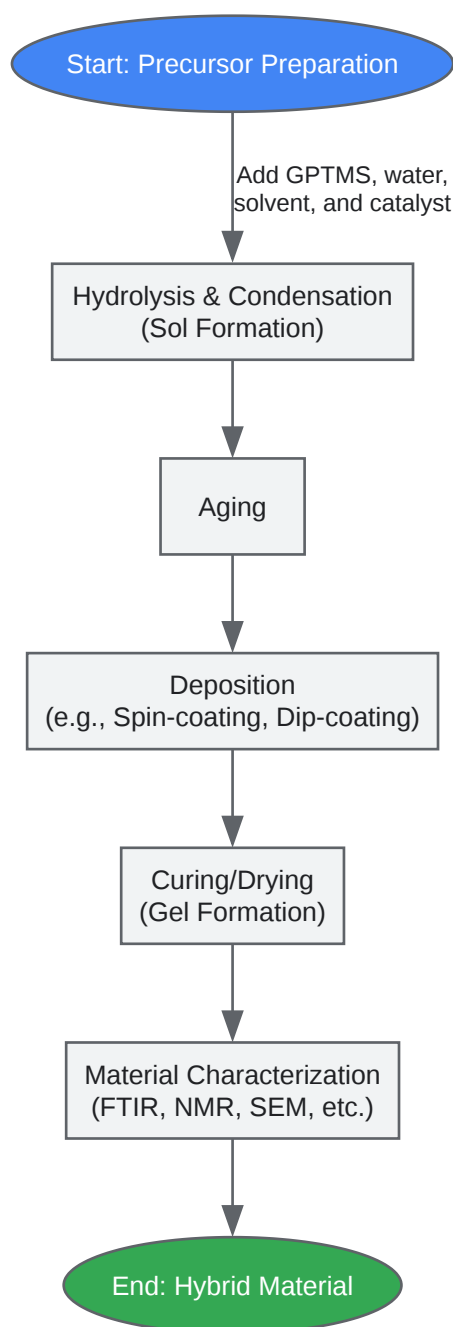 Start: Precursor Preparation
Add GPTMS, water,
solvent, and catalyst
Hydrolysis & Condensation
(Sol Formation)
Aging
Deposition
(e.g., Spin-coating, Dip-coating)
Curing/Drying
(Gel Formation)
Material Characterization
(FTIR, NMR, SEM, etc.)
End: Hybrid Material